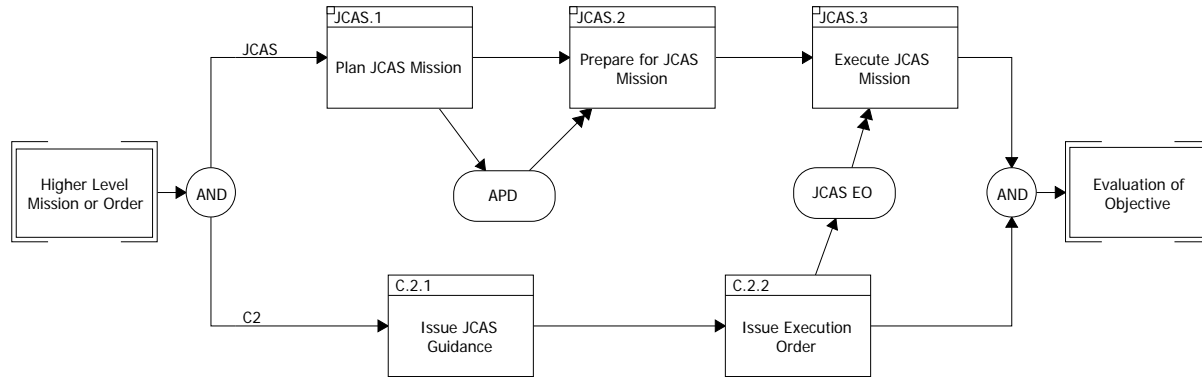 JCAS.1
Plan JCAS Mission
JCAS.2
Prepare for JCAS
Mission
JCAS.3
Execute JCAS
Mission
JCAS
Higher Level
Mission or Order
AND
APD
JCAS EO
AND
Evaluation of
Objective
C2
C.2.1
Issue JCAS
Guidance
C.2.2
Issue Execution
Order